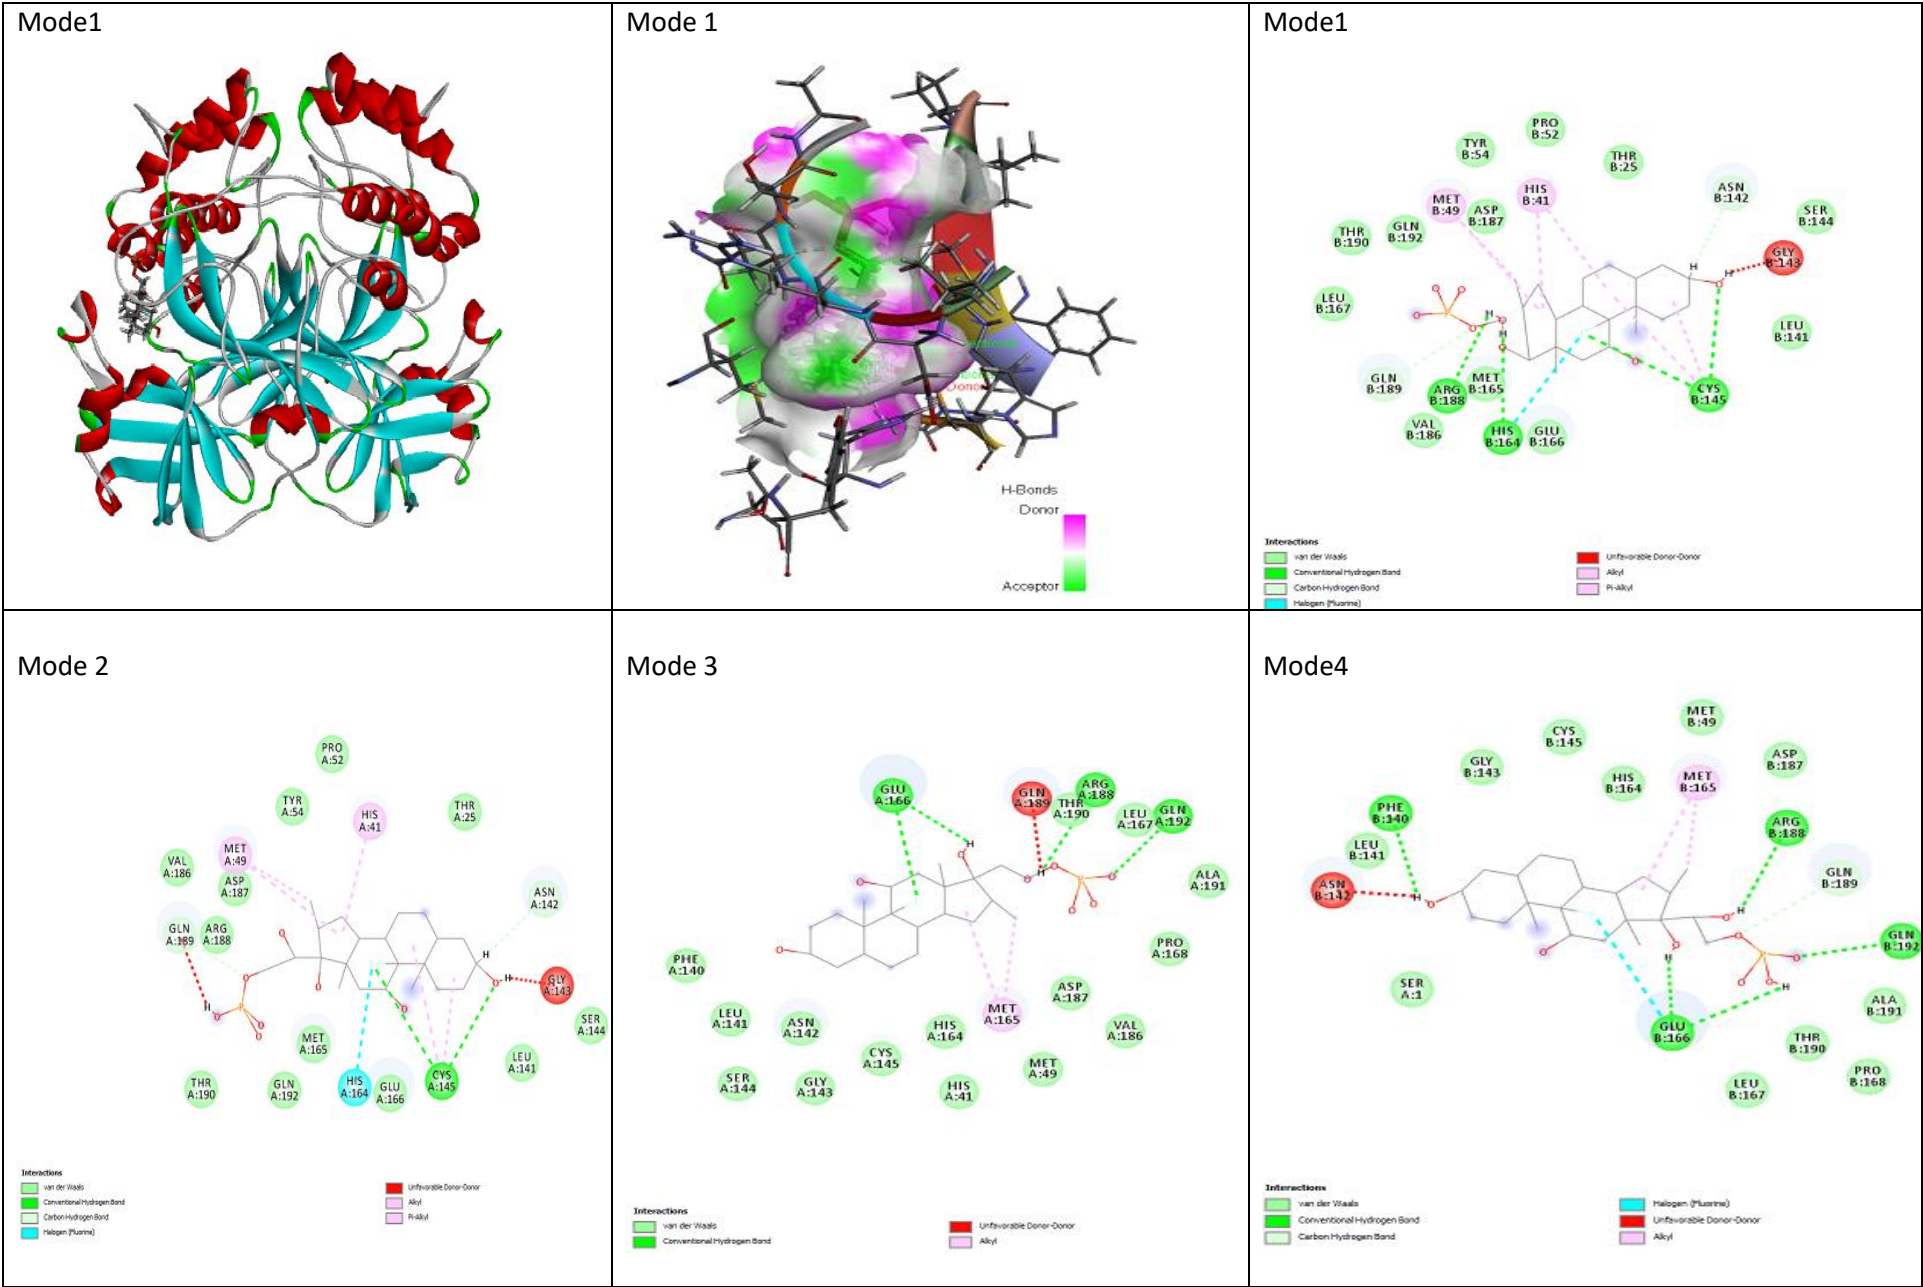 Mode1
Mode 1
H-Bonds
Donor
Acceptor
Donor
Mode1
PRO
B:52
TYR
B:54
THR
B:25
HIS
B:41
ASN
B:142
MET
B:49
ASP
B:187
SER
B:144
GLN
B:192
THR
B:190
GLY
B:143
H
H
O
LEU
B:167
O
O
P
O
H
O
H
O
O
LEU
B:141
GLN
B:189
MET
B:165
ARG
B:188
CYS
B:145
VAL
B:186
HIS
B:164
GLU
B:166
Interactions
van der Waals
Conventional Hydrogen Bond
Carbon Hydrogen Bond
Halogen (Fluorine)
Unfavorable Donor-Donor
Alkyl
Pi-Alkyl
Mode 2
PRO
A:52
TYR
A:54
THR
A:25
HIS
A:41
MET
A:49
VAL
A:186
ASP
A:187
ASN
A:142
GLN
A:189
ARG
A:188
O
H
O
H
GLY
A:143
O
O
H
O
P
O
O
O
SER
A:144
MET
A:165
LEU
A:141
THR
A:190
GLN
A:192
HIS
A:164
GLU
A:166
CYS
A:145
Interactions
van der Waals
Conventional Hydrogen Bond
Carbon Hydrogen Bond
Halogen (Fluorine)
Unfavorable Donor-Donor
Alkyl
Pi-Alkyl
Mode 3
GLU
A:166
GLN
A:189
THR
A:190
ARG
A:188
LEU
A:167
GLN
A:192
H
O
O
H
O
P
O
O
O
O
O
ALA
A:191
PRO
A:168
PHE
A:140
ASP
A:187
LEU
A:141
ASN
A:142
HIS
A:164
MET
A:165
VAL
A:186
CYS
A:145
MET
A:49
SER
A:144
GLY
A:143
HIS
A:41
Interactions
van der Waals
Conventional Hydrogen Bond
Unfavorable Donor-Donor
Alkyl
Mode4
MET
B:49
CYS
B:145
GLY
B:143
HIS
B:164
MET
B:165
ASP
B:187
PHE
B:140
ARG
B:188
LEU
B:141
GLN
B:189
ASN
B:142
H
O
O
H
O
O
H
O
P
O
O
O
H
GLN
B:192
SER
A:1
GLU
B:166
ALA
B:191
THR
B:190
PRO
B:168
LEU
B:167
Interactions
van der Waals
Conventional Hydrogen Bond
Carbon Hydrogen Bond
Halogen (Fluorine)
Unfavorable Donor-Donor
Alkyl